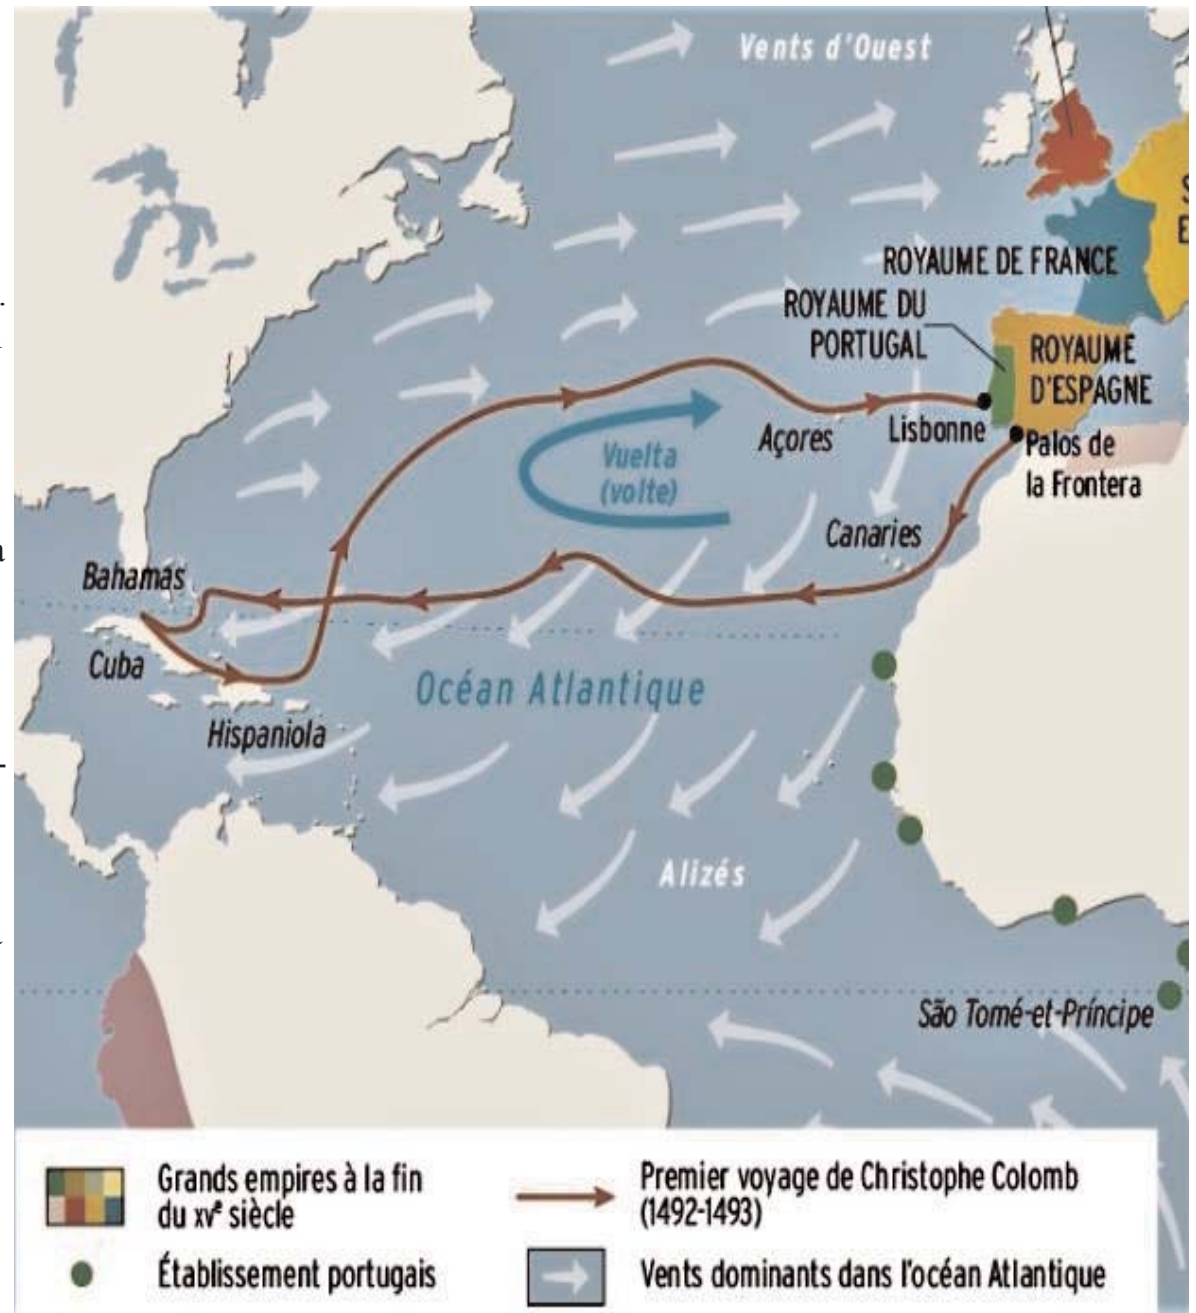 Vents d'Ouest
ROYAUME DE FRANCE
ROYAUME DU
PORTUGAL
ROYAUME
D'ESPAGNE
Açores
Lisbonne
Palos de
la Frontera
Vuelta
(volte)
Canaries
Bahamas
Cuba
Hispaniola
Océan Atlantique
Alizés
São Tomé-et-Príncipe
Grands empires à la fin
du XVe siècle
Établissement portugais
Premier voyage de Christophe Colomb
(1492-1493)
Vents dominants dans l'océan Atlantique